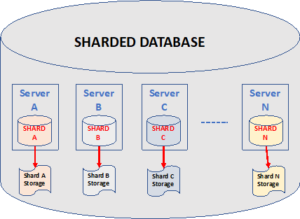 SHARDED DATABASE
Server
A
Server
B
Server
C
Server
N
SHARD
A
SHARD
B
SHARD
C
SHARD
N
Shard A
Storage
Shard B
Storage
Shard C
Storage
Shard N
Storage